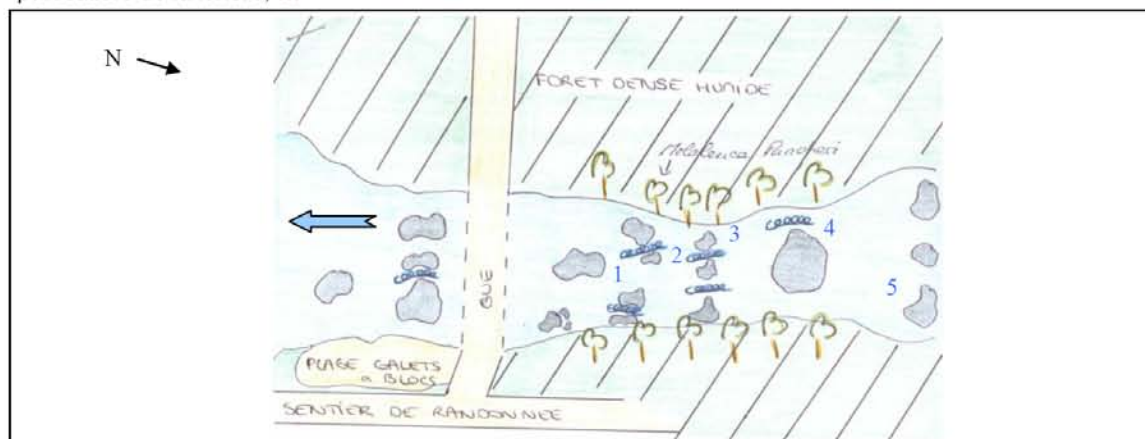 N
FORET DENSE HUMIDE
Melaleuca Pancheri
3
4
2
1
5
GUE
PLAGE GALETS
a BLOCS
SENTIER DE RANDONNEE